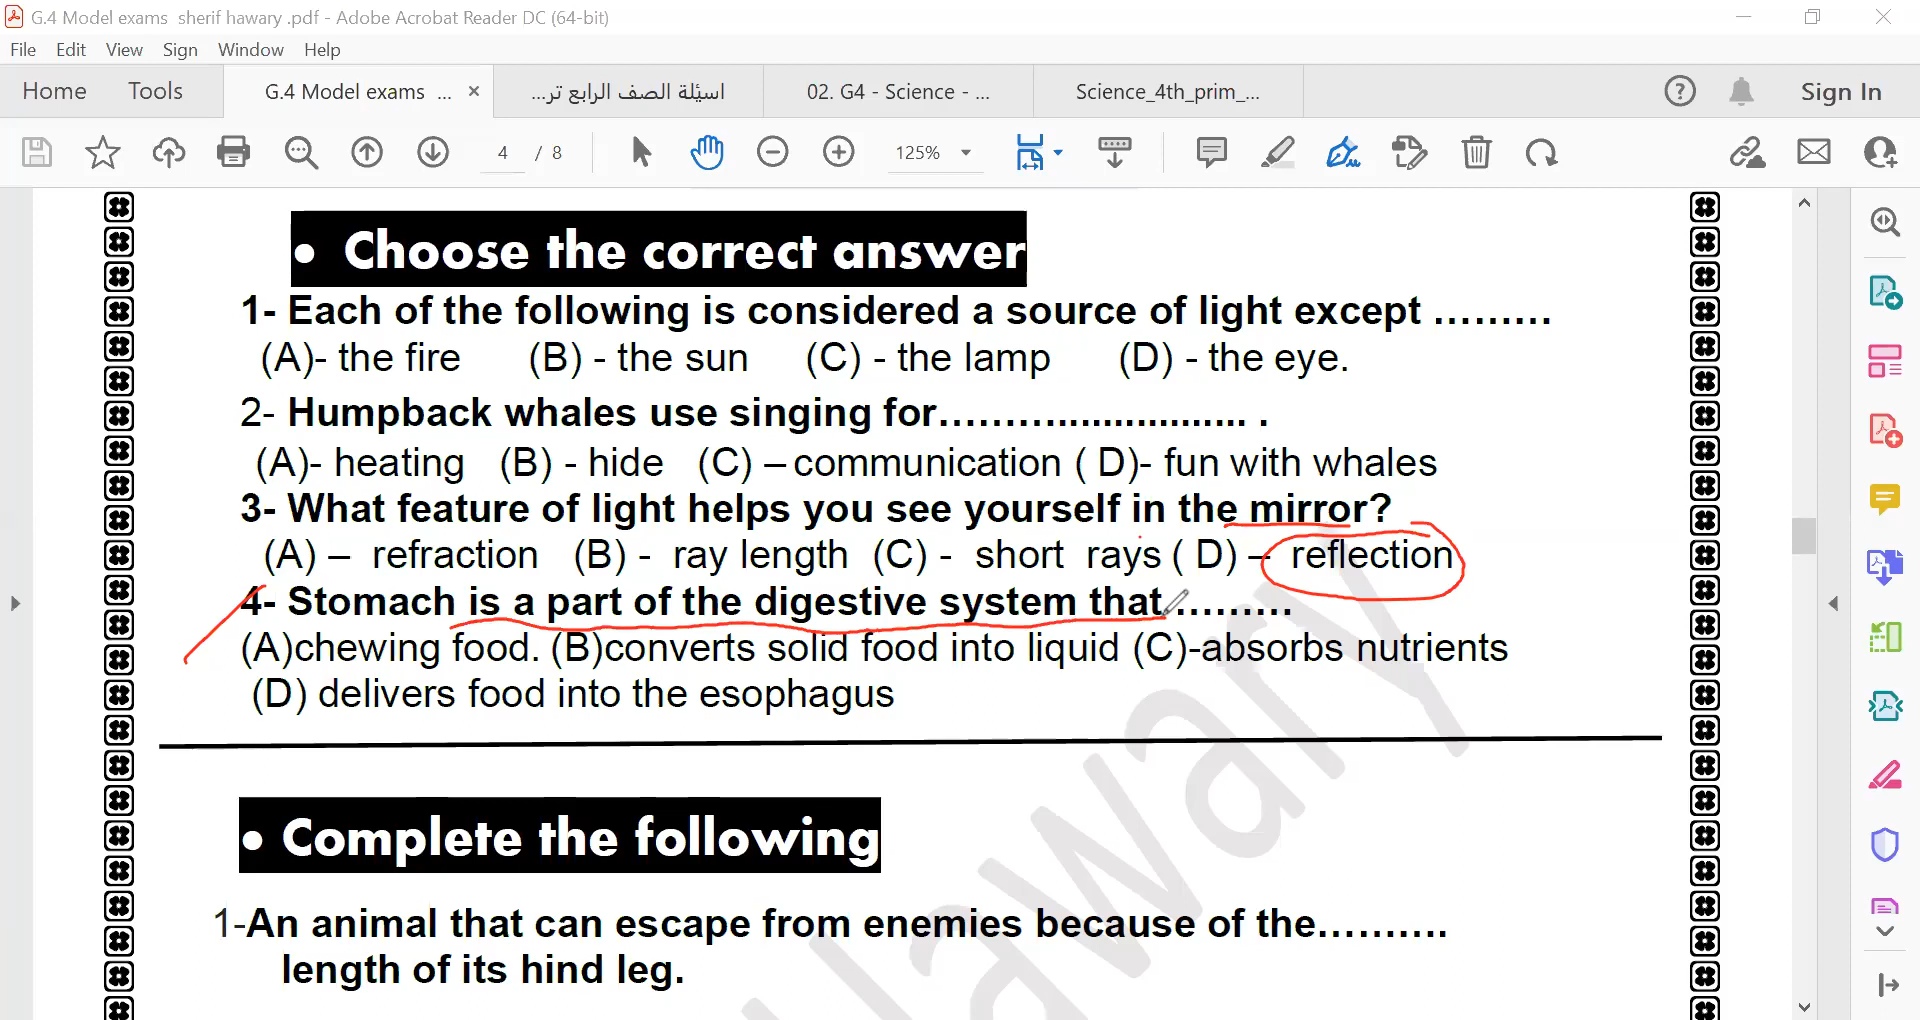 G.4 Model exams  sherif hawary .pdf - Adobe Acrobat Reader DC (64-bit)
File Edit View Sign Window Help
Home Tools G.4 Model exams ... × اسئلة الصف الرابع تر... 02. G4 - Science - ... Science_4th_prim_... Sign In
4 / 8 125%
• Choose the correct answer
1- Each of the following is considered a source of light except ………
(A)- the fire (B) - the sun (C) - the lamp (D) - the eye.
2- Humpback whales use singing for……….................. .
(A)- heating (B) - hide (C) – communication ( D)- fun with whales
3- What feature of light helps you see yourself in the mirror?
(A) – refraction (B) - ray length (C) - short rays ( D) – reflection
4- Stomach is a part of the digestive system that………
(A)chewing food. (B)converts solid food into liquid (C)-absorbs nutrients
(D) delivers food into the esophagus
• Complete the following
1-An animal that can escape from enemies because of the……….
length of its hind leg.
Hawary